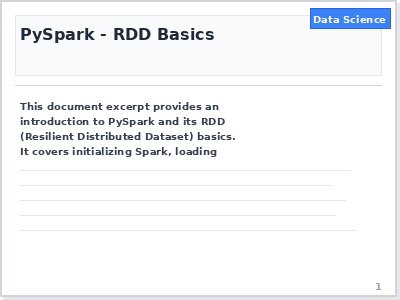 Data Science
PySpark - RDD Basics
This document excerpt provides an
introduction to PySpark and its RDD
(Resilient Distributed Dataset) basics.
It covers initializing Spark, loading
1